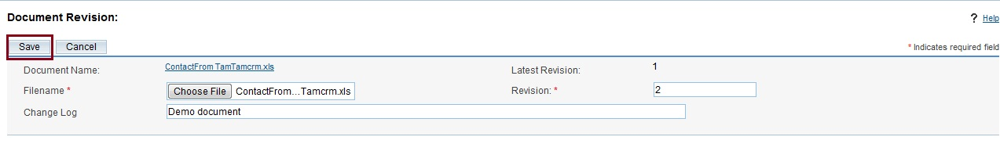 Document Revision:
? Help
Save Cancel
* Indicates required field
Document Name: ContactFrom TamTamcrm.xls Latest Revision: 1
Filename * Choose File ContactFrom...Tamcrm.xls Revision: * 2
Change Log Demo document